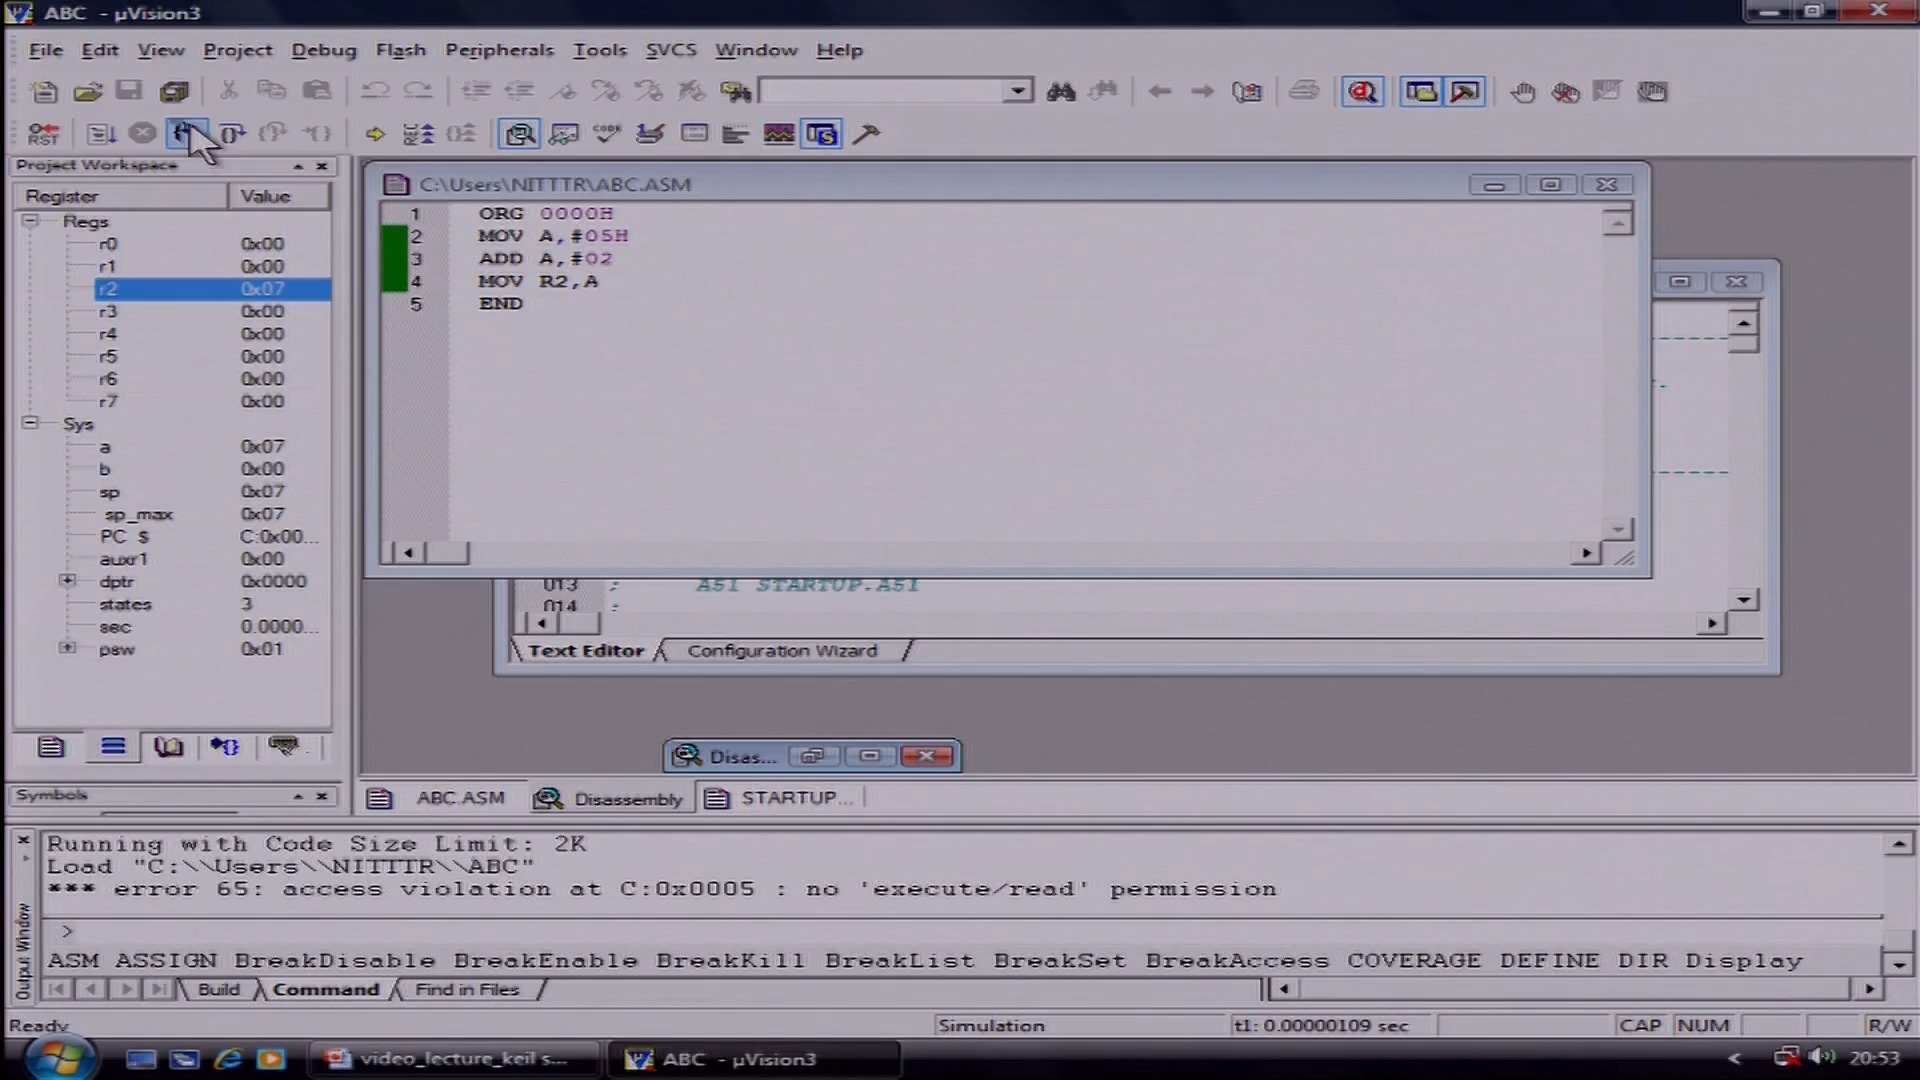 ABC - µVision3
File Edit View Project Debug Flash Peripherals Tools SVCS Window Help
RST
CODE
Project Workspace
Register Value
Regs
r0 0x00
r1 0x00
r2 0x07
r3 0x00
r4 0x00
r5 0x00
r6 0x00
r7 0x00
Sys
a 0x07
b 0x00
sp 0x07
sp_max 0x07
PC $ C:0x00...
auxr1 0x00
dptr 0x0000
states 3
sec 0.0000...
psw 0x01
Symbols
C:\Users\NITTTR\ABC.ASM
1 ORG 0000H
2 MOV A,#05H
3 ADD A,#02
4 MOV R2,A
5 END
013 ; A51 STARTUP.A51
014 ;
Text Editor Configuration Wizard
Disas...
ABC.ASM Disassembly STARTUP...
Running with Code Size Limit: 2K
Load "C:\\Users\\NITTTR\\ABC"
*** error 65: access violation at C:0x0005 : no 'execute/read' permission
>
ASM ASSIGN BreakDisable BreakEnable BreakKill BreakList BreakSet BreakAccess COVERAGE DEFINE DIR Display
Output Window
Build Command Find in Files
Ready Simulation t1: 0.00000109 sec CAP NUM R/W
video_lecture_keil s... ABC - µVision3 20:53